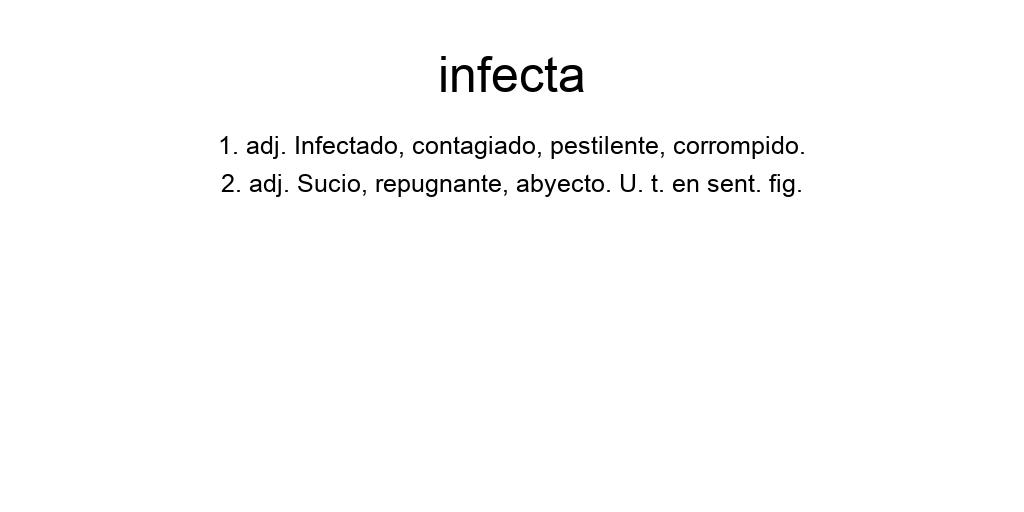 infecta
1. adj. Infectado, contagiado, pestilente, corrompido.
2. adj. Sucio, repugnante, abyecto. U. t. en sent. fig.